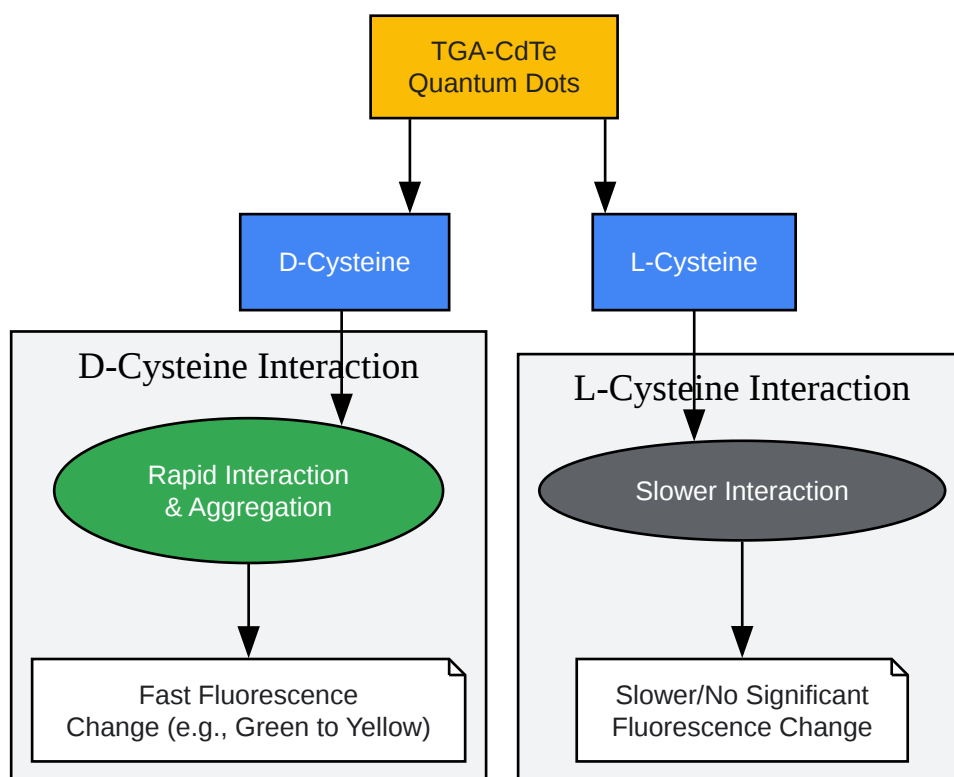 TGA-CdTe
Quantum Dots
D-Cysteine
L-Cysteine
D-Cysteine Interaction
Rapid Interaction
& Aggregation
Fast Fluorescence
Change (e.g., Green to Yellow)
L-Cysteine Interaction
Slower Interaction
Slower/No Significant
Fluorescence Change